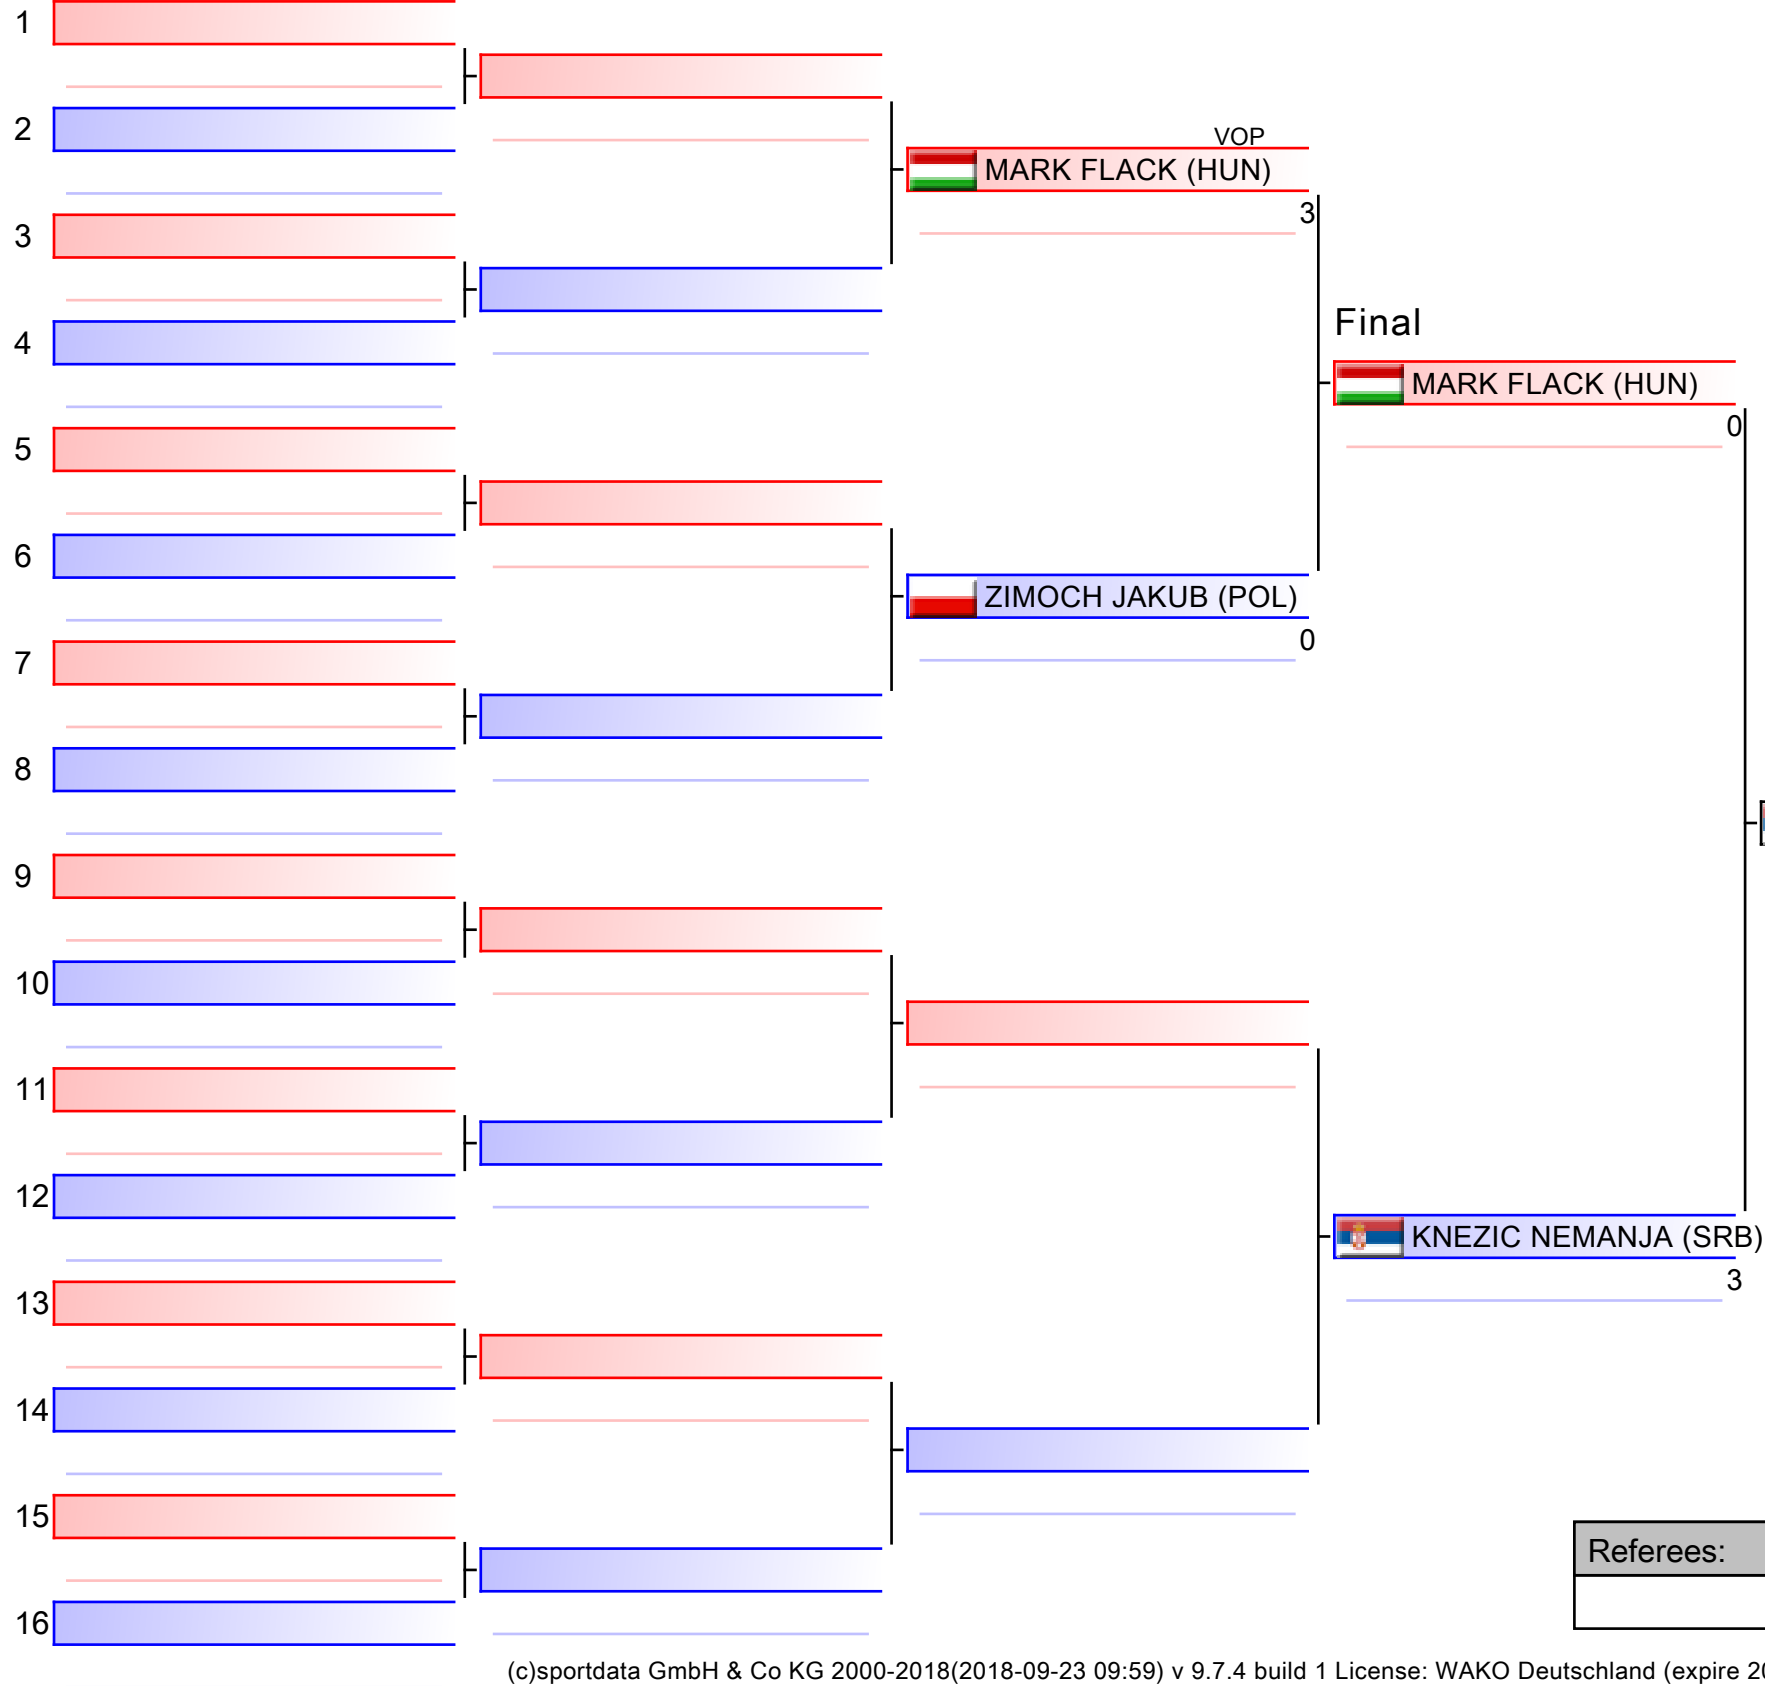 1
2
VOP
MARK FLACK (HUN)
3
3
Final
4
MARK FLACK (HUN)
0
5
6
ZIMOCH JAKUB (POL)
0
7
8
9
10
11
12
KNEZIC NEMANJA (SRB)
3
13
14
15
Referees:
16
(c)sportdata GmbH & Co KG 2000-2018(2018-09-23 09:59) v 9.7.4 build 1 License: WAKO Deutschland (expire